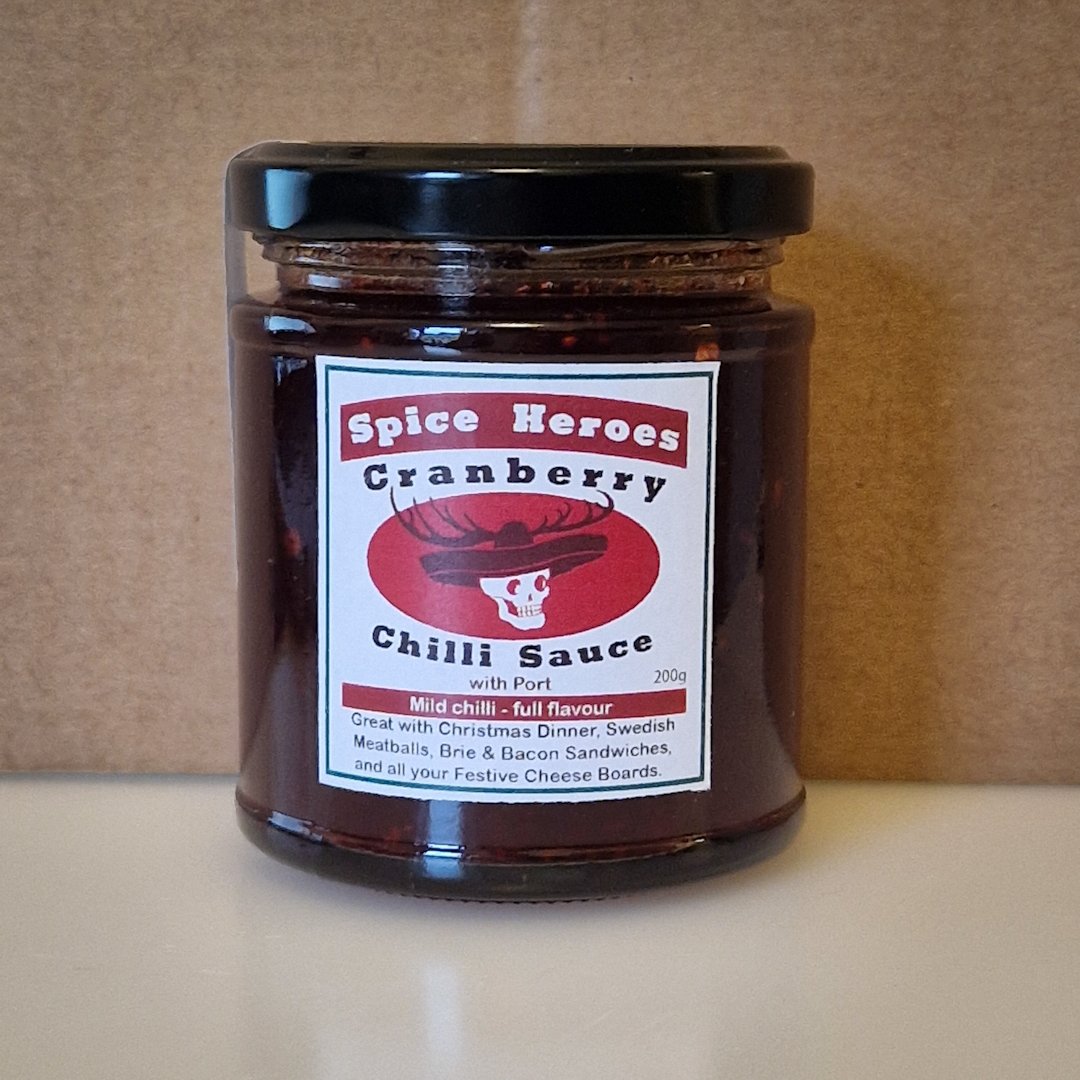 Spice Heroes
Cranberry
Chilli Sauce
with Port
200g
Mild chilli - full flavour
Great with Christmas Dinner, Swedish
Meatballs, Brie & Bacon Sandwiches,
and all your Festive Cheese Boards.